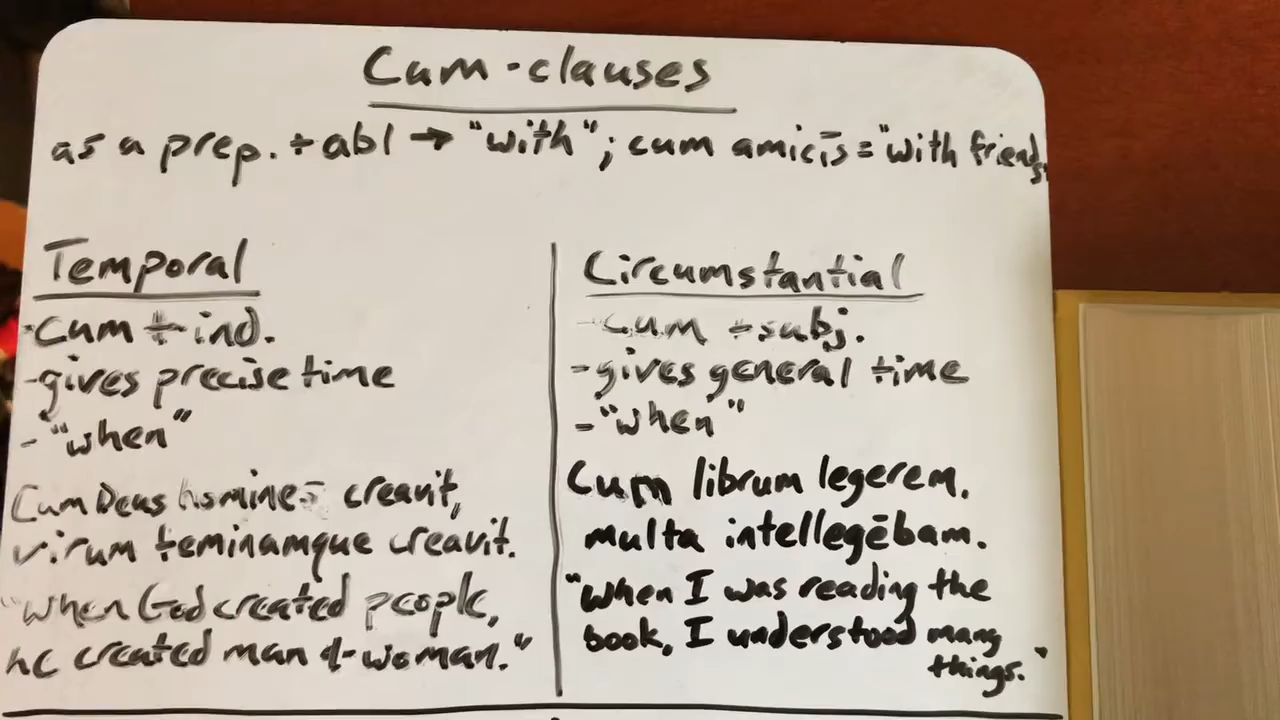 Cum-clauses
as a prep. + abl → "with"; cum amicīs = "with friends
Temporal
-Cum + ind.
-gives precise time
-"when"
Cum Deus homines creavit,
virum feminamque creavit.
"when God created people,
he created man & woman."
Circumstantial
-cum + subj.
-gives general time
-"when"
Cum librum legerem,
multa intellegēbam.
"when I was reading the
book, I understood many
things."